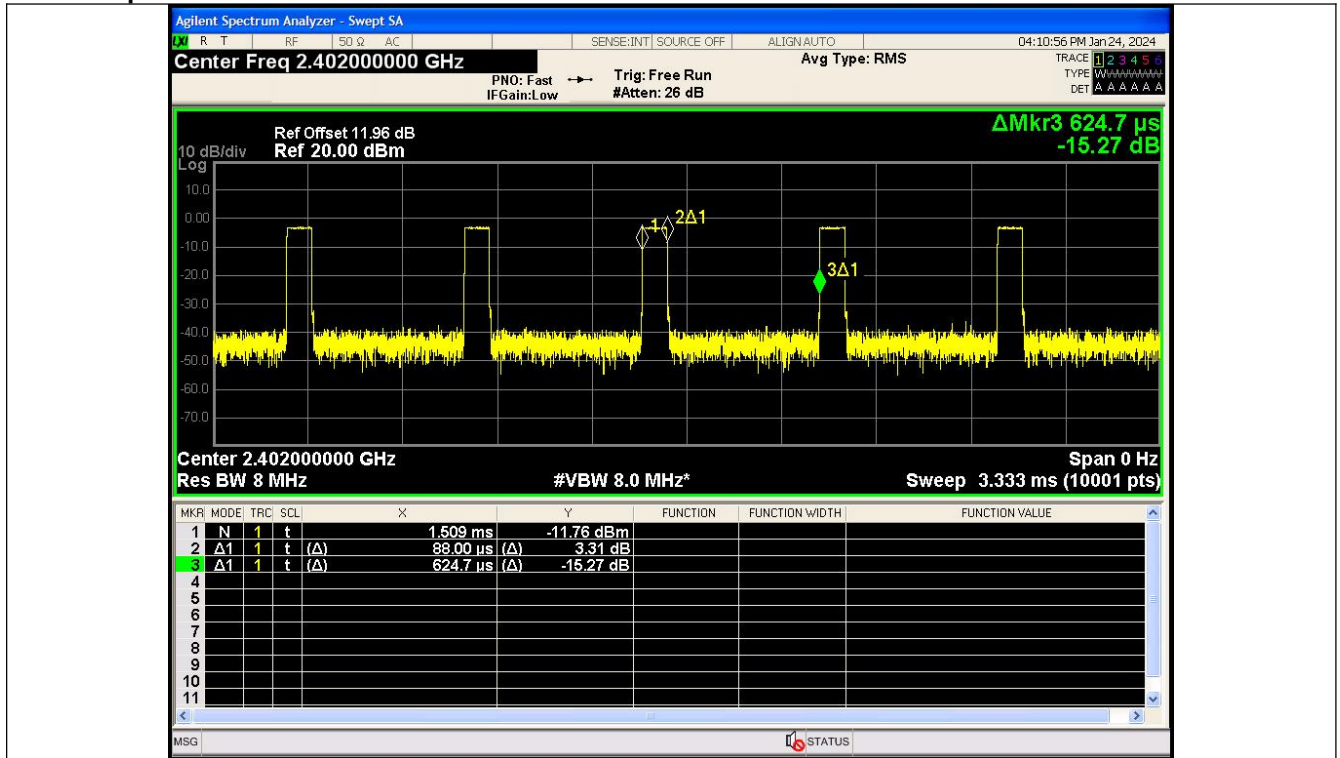 Agilent Spectrum Analyzer - Swept SA
LXI R T RF 50 Ω AC SENSE:INT SOURCE OFF ALIGN AUTO 04:10:56 PM Jan 24, 2024
Center Freq 2.402000000 GHz Avg Type: RMS TRACE 1 2 3 4 5 6
PNO: Fast Trig: Free Run TYPE WWWWWW
IFGain:Low #Atten: 26 dB DET A A A A A A
ΔMkr3 624.7 µs
Ref Offset 11.96 dB
-15.27 dB
10 dB/div Ref 20.00 dBm
Log
10.0
0.00
1 2Δ1
-10.0
3Δ1
-20.0
-30.0
-40.0
-50.0
-60.0
-70.0
Center 2.402000000 GHz Span 0 Hz
Res BW 8 MHz #VBW 8.0 MHz* Sweep 3.333 ms (10001 pts)
MKR MODE TRC SCL X Y FUNCTION FUNCTION WIDTH FUNCTION VALUE
1 N 1 t 1.509 ms -11.76 dBm
2 Δ1 1 t (Δ) 88.00 µs (Δ) 3.31 dB
3 Δ1 1 t (Δ) 624.7 µs (Δ) -15.27 dB
4
5
6
7
8
9
10
11
MSG STATUS